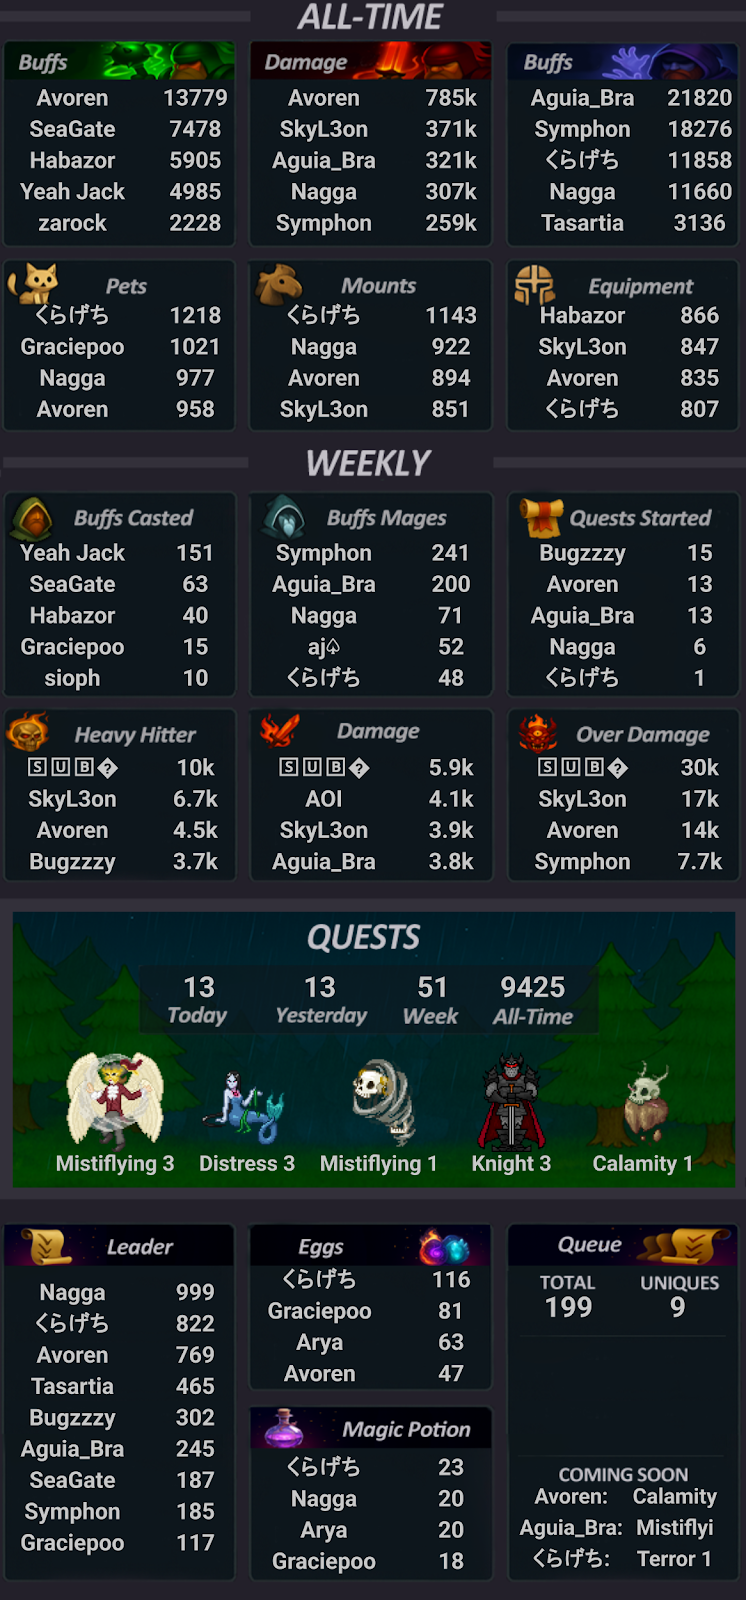 ALL-TIME
Buffs
Avoren 13779
SeaGate 7478
Habazor 5905
Yeah Jack 4985
zarock 2228
Damage
Avoren 785k
SkyL3on 371k
Aguia_Bra 321k
Nagga 307k
Symphon 259k
Buffs
Aguia_Bra 21820
Symphon 18276
くらげち 11858
Nagga 11660
Tasartia 3136
Pets
くらげち 1218
Graciepoo 1021
Nagga 977
Avoren 958
Mounts
くらげち 1143
Nagga 922
Avoren 894
SkyL3on 851
Equipment
Habazor 866
SkyL3on 847
Avoren 835
くらげち 807
WEEKLY
Buffs Casted
Yeah Jack 151
SeaGate 63
Habazor 40
Graciepoo 15
sioph 10
Buffs Mages
Symphon 241
Aguia_Bra 200
Nagga 71
aj♤ 52
くらげち 48
Quests Started
Bugzzzy 15
Avoren 13
Aguia_Bra 13
Nagga 6
くらげち 1
Heavy Hitter
🅂🅄🄱� 10k
SkyL3on 6.7k
Avoren 4.5k
Bugzzzy 3.7k
Damage
🅂🅄🄱� 5.9k
AOI 4.1k
SkyL3on 3.9k
Aguia_Bra 3.8k
Over Damage
🅂🅄🄱� 30k
SkyL3on 17k
Avoren 14k
Symphon 7.7k
QUESTS
13 13 51 9425
Today Yesterday Week All-Time
Mistiflying 3 Distress 3 Mistiflying 1 Knight 3 Calamity 1
Leader
Nagga 999
くらげち 822
Avoren 769
Tasartia 465
Bugzzzy 302
Aguia_Bra 245
SeaGate 187
Symphon 185
Graciepoo 117
Eggs
くらげち 116
Graciepoo 81
Arya 63
Avoren 47
Magic Potion
くらげち 23
Nagga 20
Arya 20
Graciepoo 18
Queue
TOTAL UNIQUES
199 9
COMING SOON
Avoren: Calamity
Aguia_Bra: Mistiflyi
くらげち: Terror 1